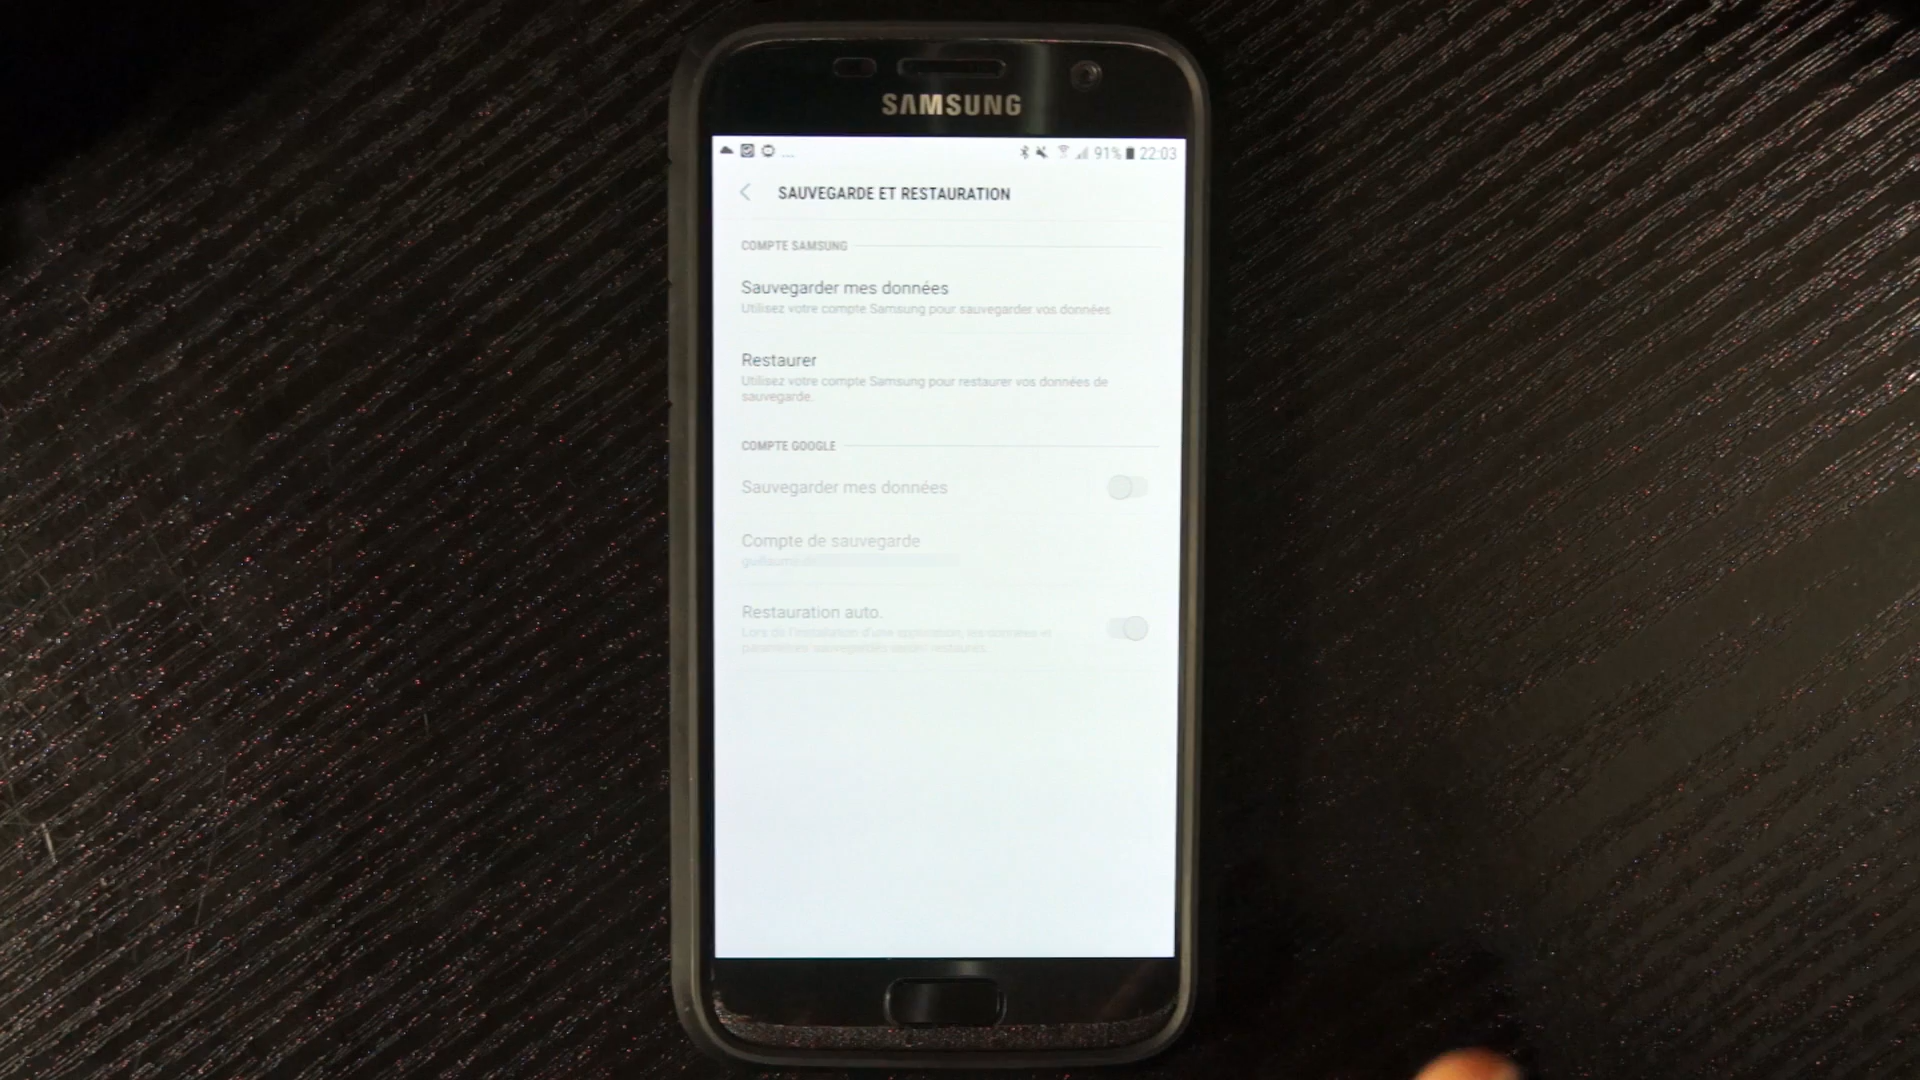 SAMSUNG
... 91% 22:03
SAUVEGARDE ET RESTAURATION
COMPTE SAMSUNG
Sauvegarder mes données
Utilisez votre compte Samsung pour sauvegarder vos données
Restaurer
Utilisez votre compte Samsung pour restaurer vos données de
sauvegarde.
COMPTE GOOGLE
Sauvegarder mes données
Compte de sauvegarde
Restauration auto.
Lors de l'installation d'une application, les données et
paramètres sauvegardés seront restaurés.